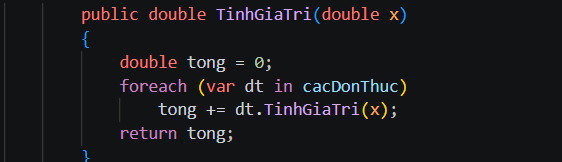 public double TinhGiaTri(double x)
{
double tong = 0;
foreach (var dt in cacDonThuc)
tong += dt.TinhGiaTri(x);
return tong;
}